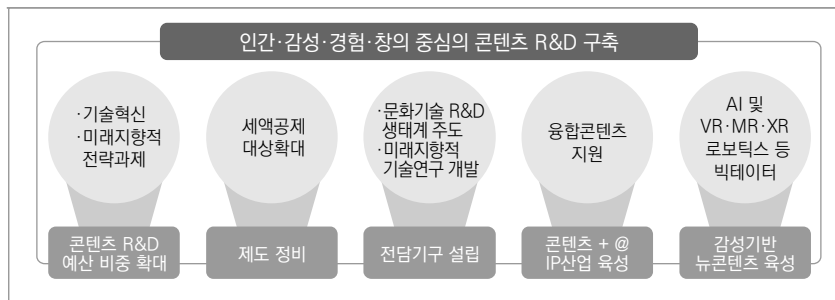 인간·감성·경험·창의 중심의 콘텐츠 R&D 구축
·기술혁신
·미래지향적
전략과제
세액공제
대상확대
·문화기술 R&D
생태계 주도
·미래지향적
기술연구 개발
융합콘텐츠
지원
AI 및
VR·MR·XR
로보틱스 등
빅테이터
콘텐츠 R&D
예산 비중 확대
제도 정비
전담기구 설립
콘텐츠 + @
IP산업 육성
감성기반
뉴콘텐츠 육성